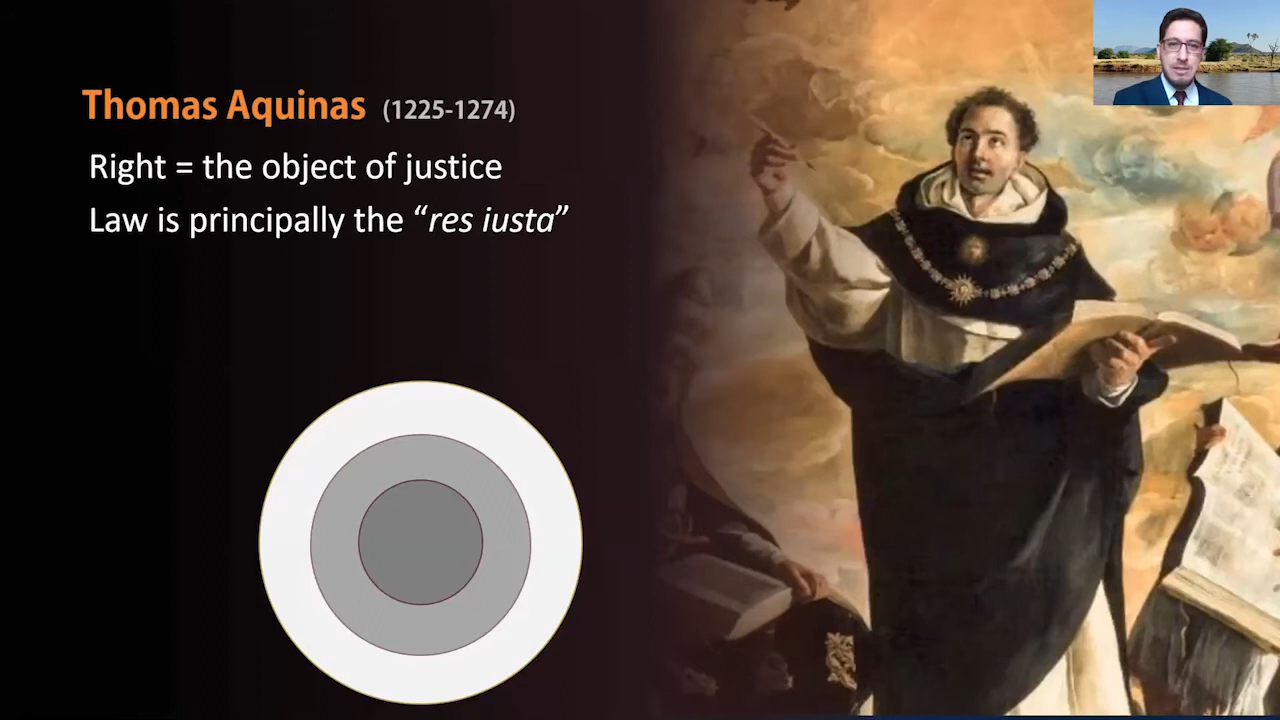 Thomas Aquinas (1225-1274)
Right = the object of justice
Law is principally the “res iusta”